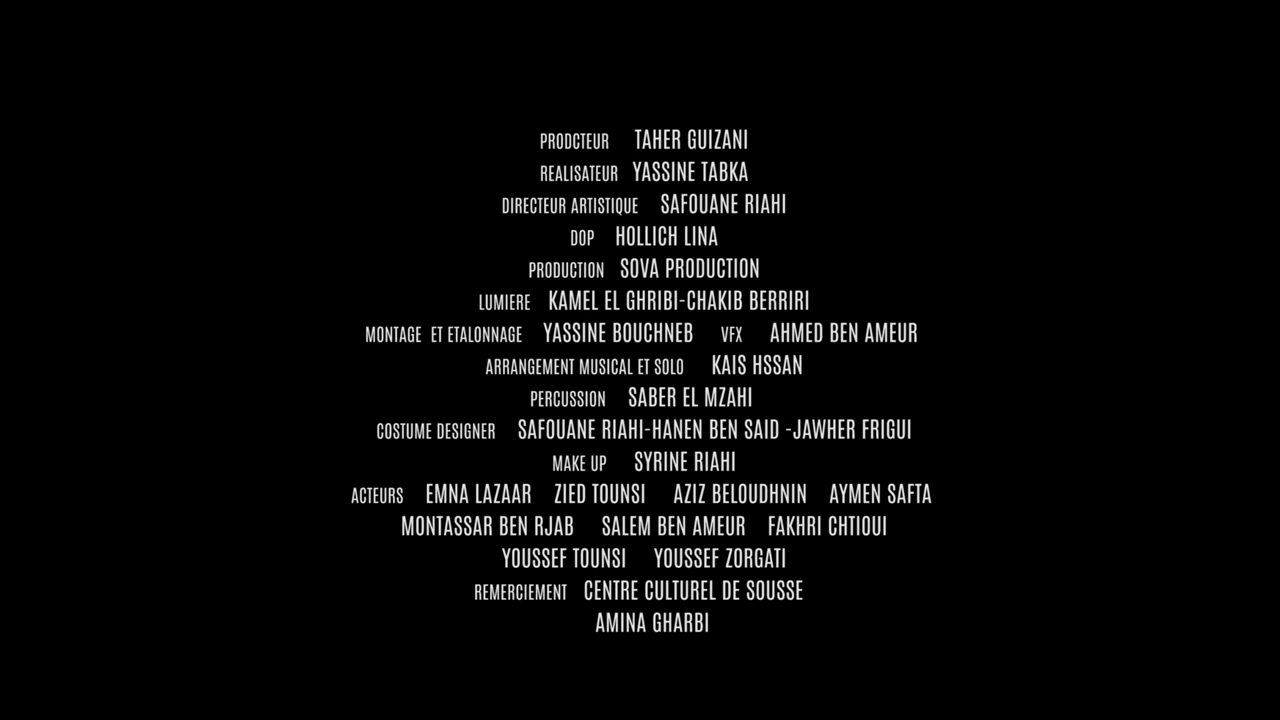 PRODCTEUR TAHER GUIZANI
REALISATEUR YASSINE TABKA
DIRECTEUR ARTISTIQUE SAFOUANE RIAHI
DOP HOLLICH LINA
PRODUCTION SOVA PRODUCTION
LUMIERE KAMEL EL GHRIBI-CHAKIB BERRIRI
MONTAGE ET ETALONNAGE YASSINE BOUCHNEB VFX AHMED BEN AMEUR
ARRANGEMENT MUSICAL ET SOLO KAIS HSSAN
PERCUSSION SABER EL MZAHI
COSTUME DESIGNER SAFOUANE RIAHI-HANEN BEN SAID -JAWHER FRIGUI
MAKE UP SYRINE RIAHI
ACTEURS EMNA LAZAAR ZIED TOUNSI AZIZ BELOUDHNIN AYMEN SAFTA
MONTASSAR BEN RJAB SALEM BEN AMEUR FAKHRI CHTIOUI
YOUSSEF TOUNSI YOUSSEF ZORGATI
REMERCIEMENT CENTRE CULTUREL DE SOUSSE
AMINA GHARBI